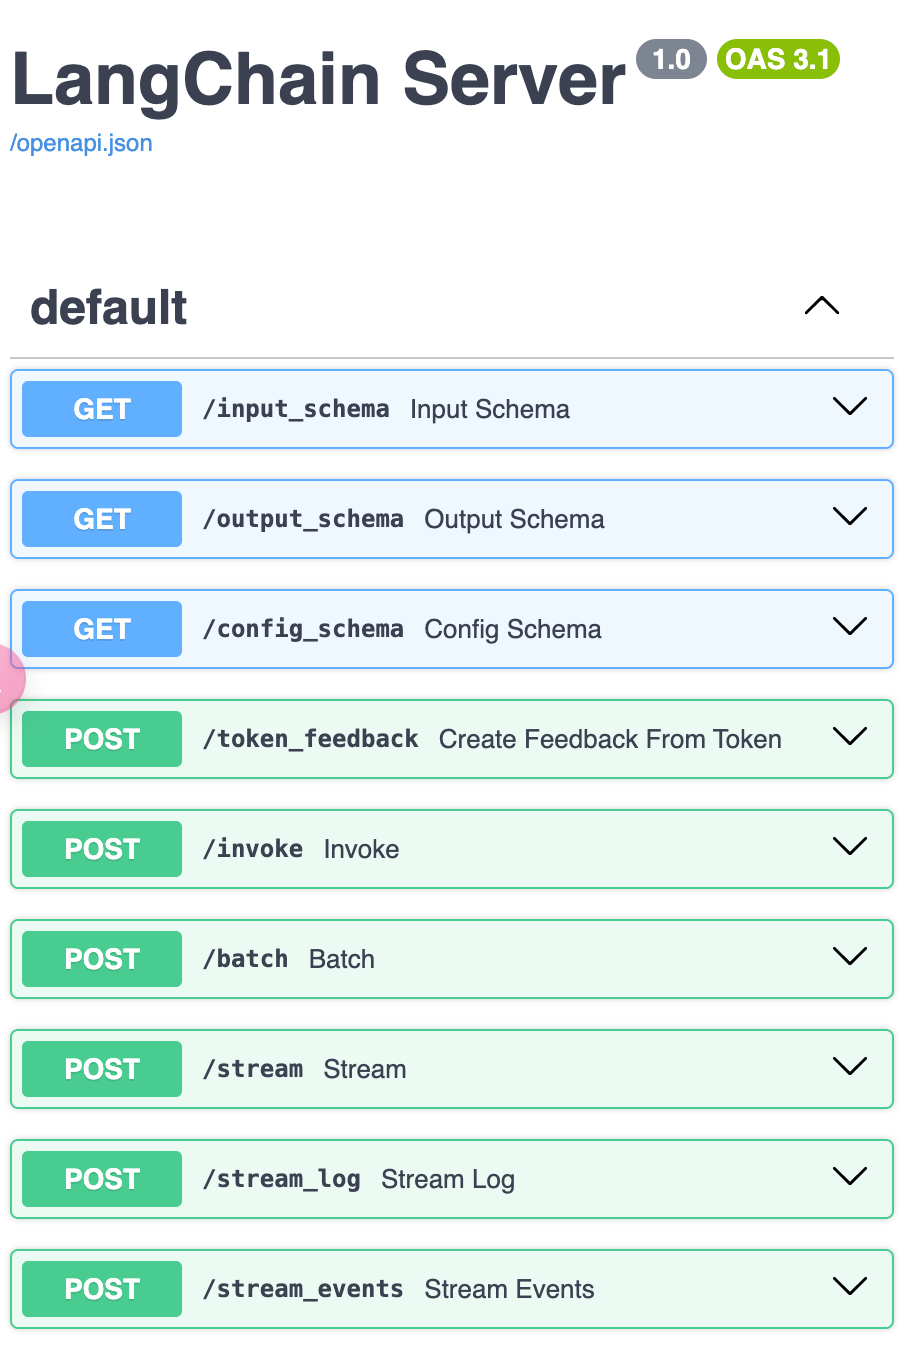 LangChain Server 1.0 OAS 3.1
/openapi.json
default
GET /input_schema Input Schema
GET /output_schema Output Schema
GET /config_schema Config Schema
POST /token_feedback Create Feedback From Token
POST /invoke Invoke
POST /batch Batch
POST /stream Stream
POST /stream_log Stream Log
POST /stream_events Stream Events